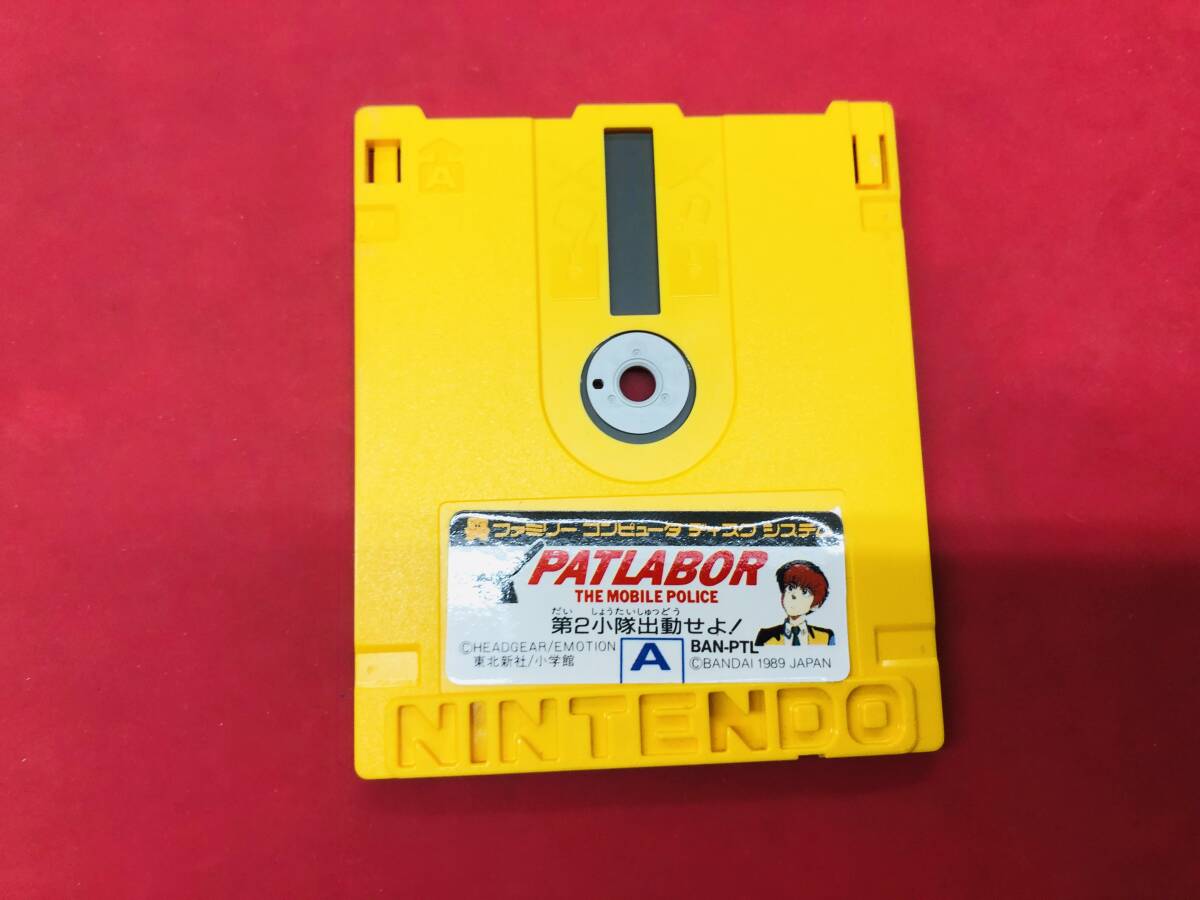 A
ファミリー コンピュータ ディスク システム
PATLABOR
THE MOBILE POLICE
だい しょうたいしゅつどう
第2小隊出動せよ!
©HEADGEAR/EMOTION
東北新社/小学館
A
BAN-PTL
©BANDAI 1989 JAPAN
NINTENDO